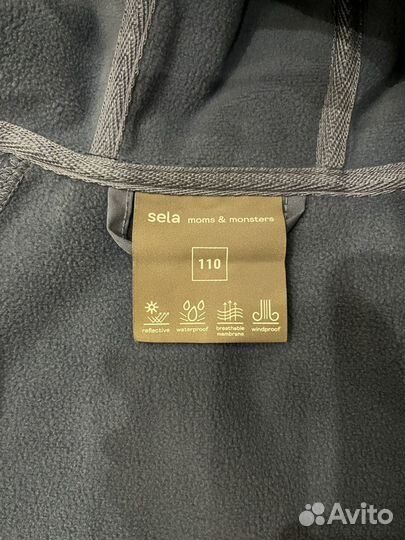 sela moms & monsters
110
reflective waterproof breathable membrane windproof
Avito